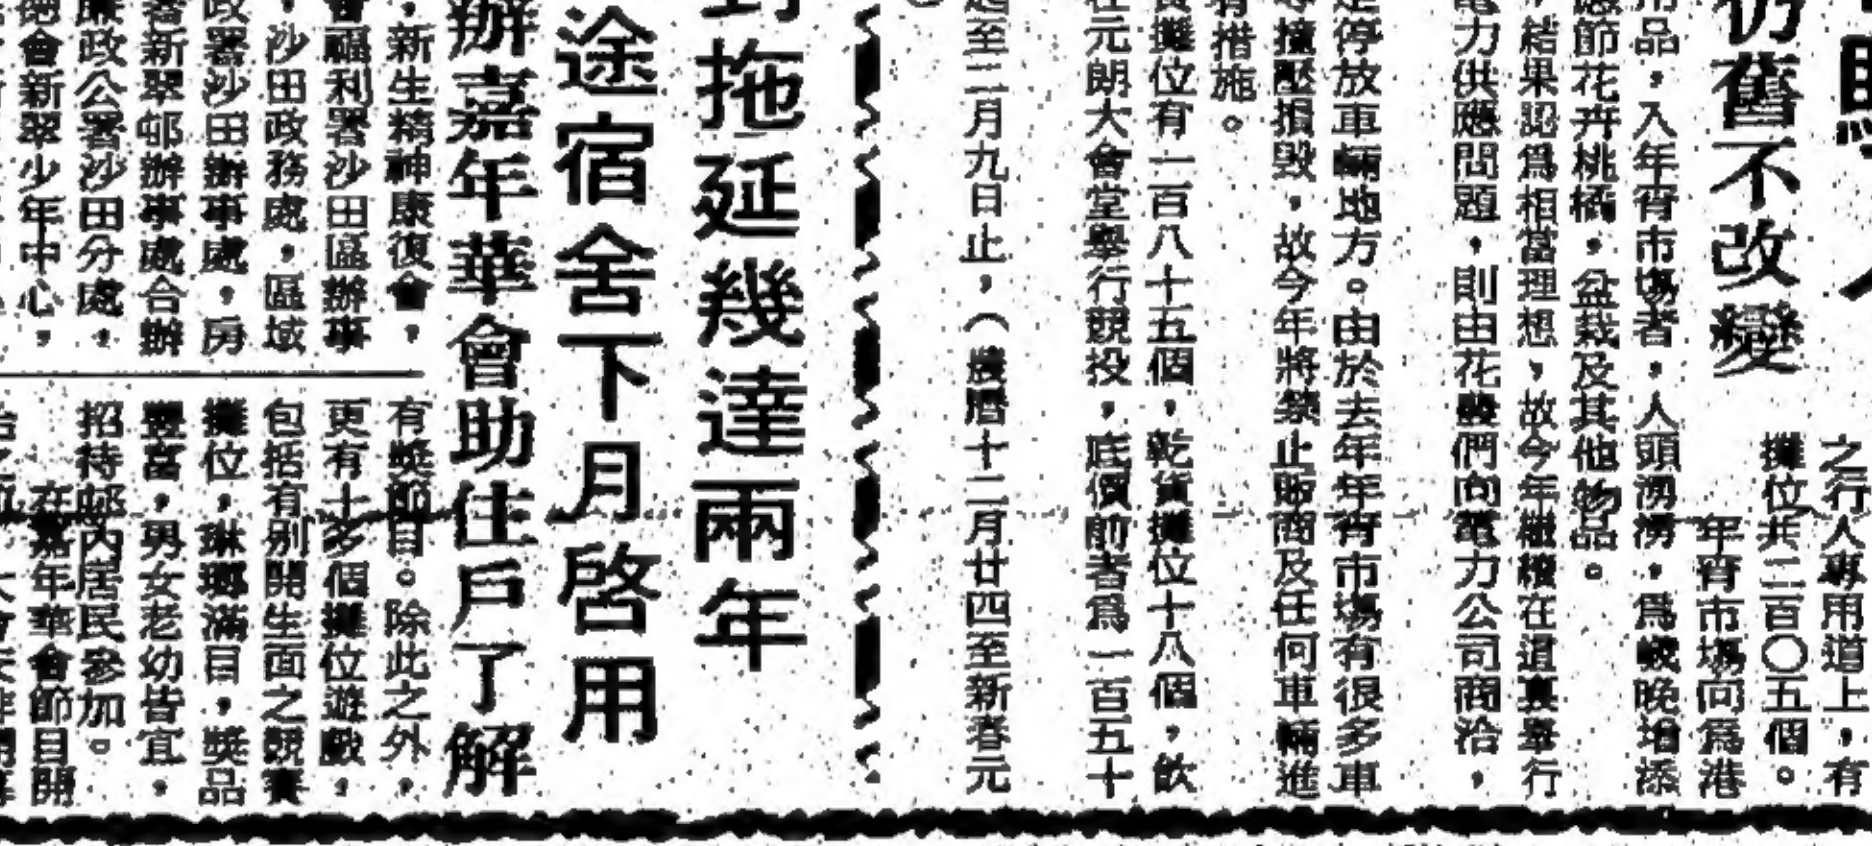 仍舊不改變
之行人專用道上，有
攤位共二百〇五個。
年宵市場向爲港
用品，入年宵市場者，人頭湧湧，爲歲晚增添
應節花卉桃橘，盆栽及其他物品。
，結果認爲相當理想，故今年繼續在這裏舉行
電力供應問題，則由花農們向電力公司商洽，
停放車輛地方。由於去年年宵市場有很多車
撞壓損毀，故今年將禁止販商及任何車輛進
有措施。
攤位有一百八十五個，乾貨攤位十八個，飲
在元朗大會堂舉行競投，底價前者爲一百五十
起至二月九日止，（農曆十二月廿四至新春元
拖延幾達兩年
途宿舍下月啓用
辦嘉年華會助住戶了解
，新生精神康復會，
會福利署沙田區辦事
，沙田政務處，區域
政署沙田辦事處，房
署新翠邨辦事處合辦
廉政公署沙田分處，
德會新翠少年中心，
有獎節目。除此之外，
更有十多個攤位遊戲，
包括有別開生面之競賽
攤位，琳瑯滿目，獎品
豐富，男女老幼皆宜，
招待邨內居民參加。
在嘉年華會節目開